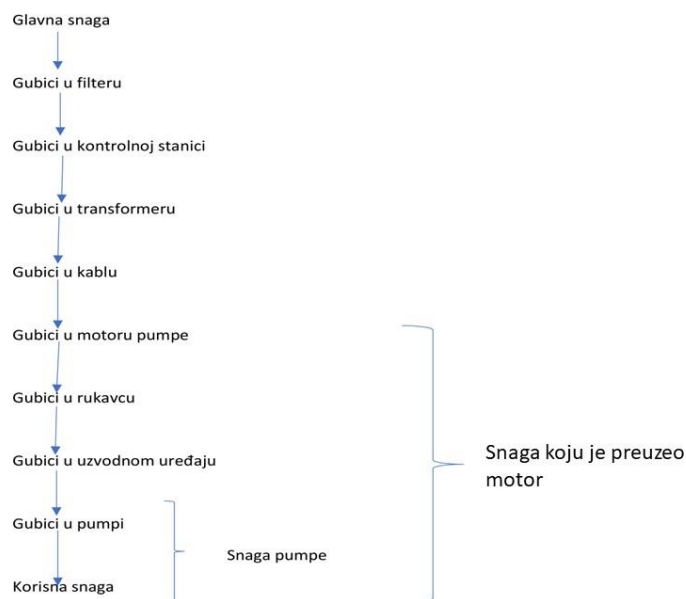 Glavna snaga
Gubici u filteru
Gubici u kontrolnoj stanici
Gubici u transformeru
Gubici u kablu
Gubici u motoru pumpe
Gubici u rukavcu
Gubici u uzvodnom uređaju
Snaga koju je preuzeo
motor
Gubici u pumpi
Snaga pumpe
Korisna snaga